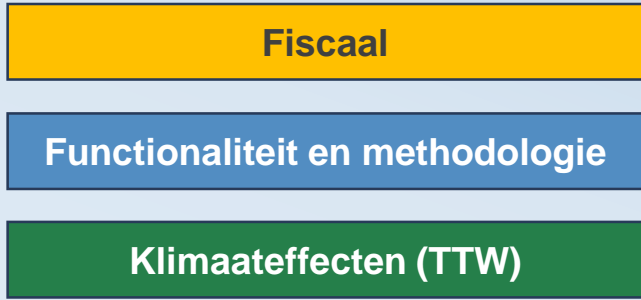 Fiscaal
Functionaliteit en methodologie
Klimaateffecten (TTW)